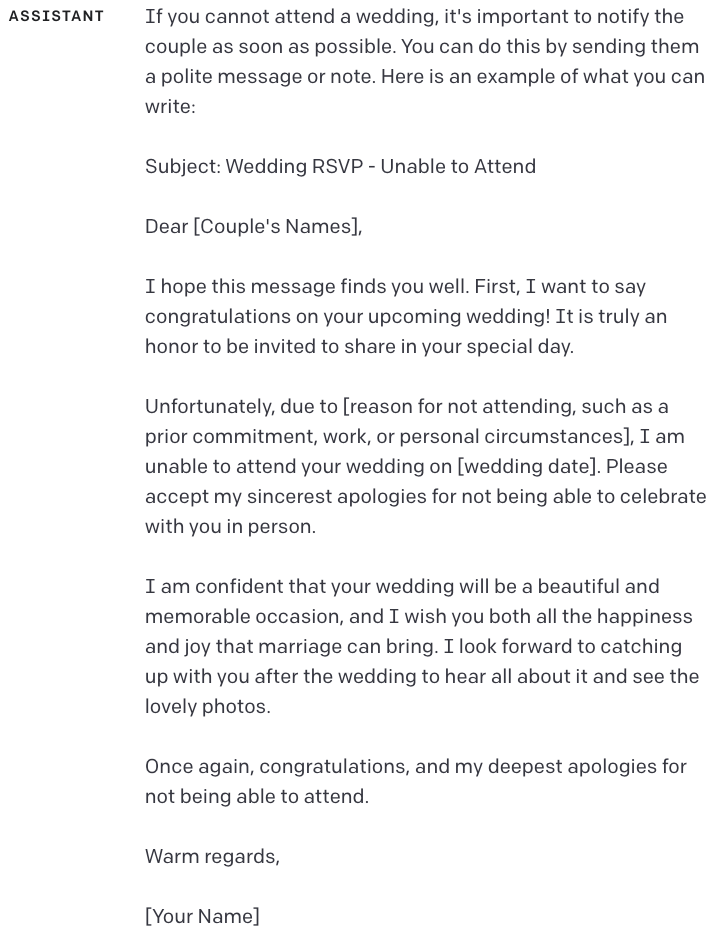 ASSISTANT
If you cannot attend a wedding, it's important to notify the
couple as soon as possible. You can do this by sending them
a polite message or note. Here is an example of what you can
write:
Subject: Wedding RSVP - Unable to Attend
Dear [Couple's Names],
I hope this message finds you well. First, I want to say
congratulations on your upcoming wedding! It is truly an
honor to be invited to share in your special day.
Unfortunately, due to [reason for not attending, such as a
prior commitment, work, or personal circumstances], I am
unable to attend your wedding on [wedding date]. Please
accept my sincerest apologies for not being able to celebrate
with you in person.
I am confident that your wedding will be a beautiful and
memorable occasion, and I wish you both all the happiness
and joy that marriage can bring. I look forward to catching
up with you after the wedding to hear all about it and see the
lovely photos.
Once again, congratulations, and my deepest apologies for
not being able to attend.
Warm regards,
[Your Name]